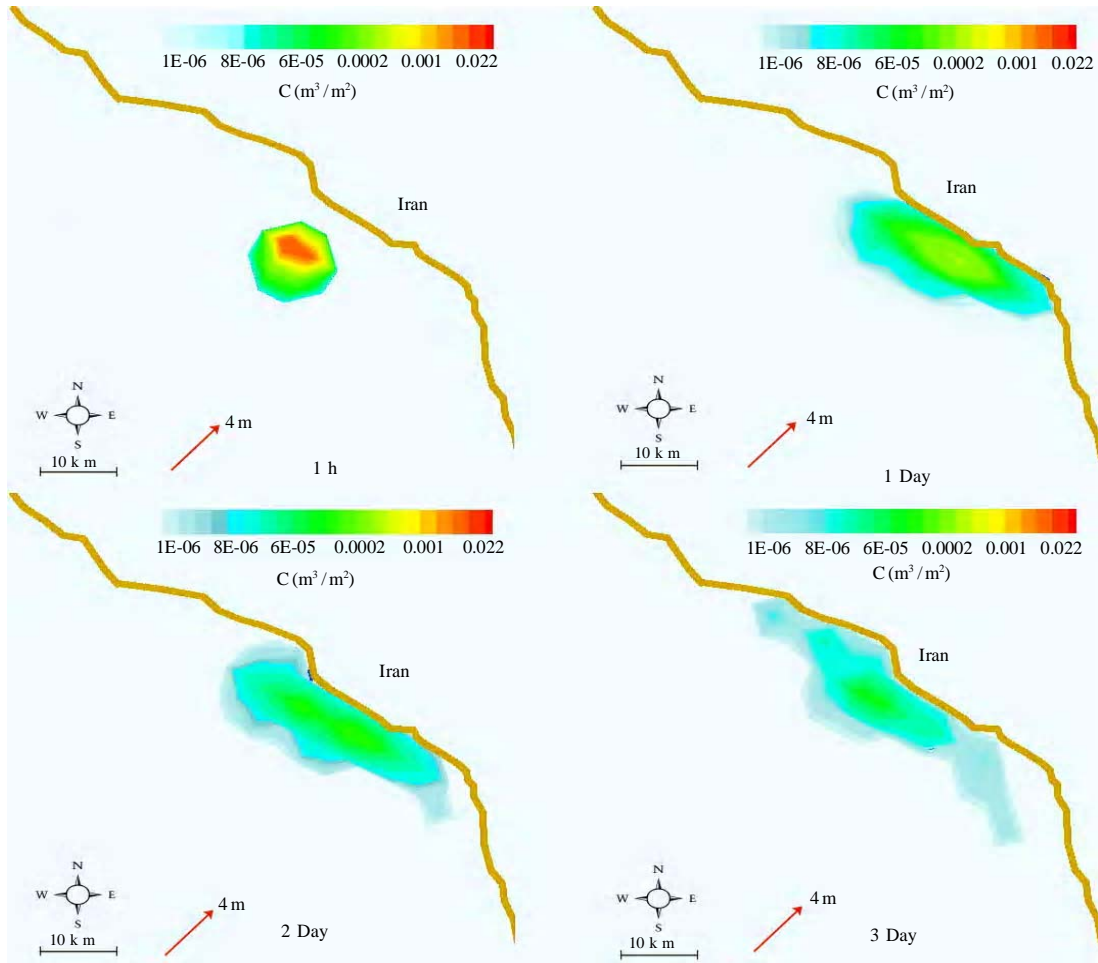 1E-06 8E-06 6E-05 0.0002 0.001 0.022
C (m³/m²)
Iran
N
W E
S
4 m
10 k m
1 h
1E-06 8E-06 6E-05 0.0002 0.001 0.022
C (m³/m²)
Iran
N
W E
S
4 m
10 k m
1 Day
1E-06 8E-06 6E-05 0.0002 0.001 0.022
C (m³/m²)
Iran
N
W E
S
4 m
10 k m
2 Day
1E-06 8E-06 6E-05 0.0002 0.001 0.022
C (m³/m²)
Iran
N
W E
S
4 m
10 k m
3 Day